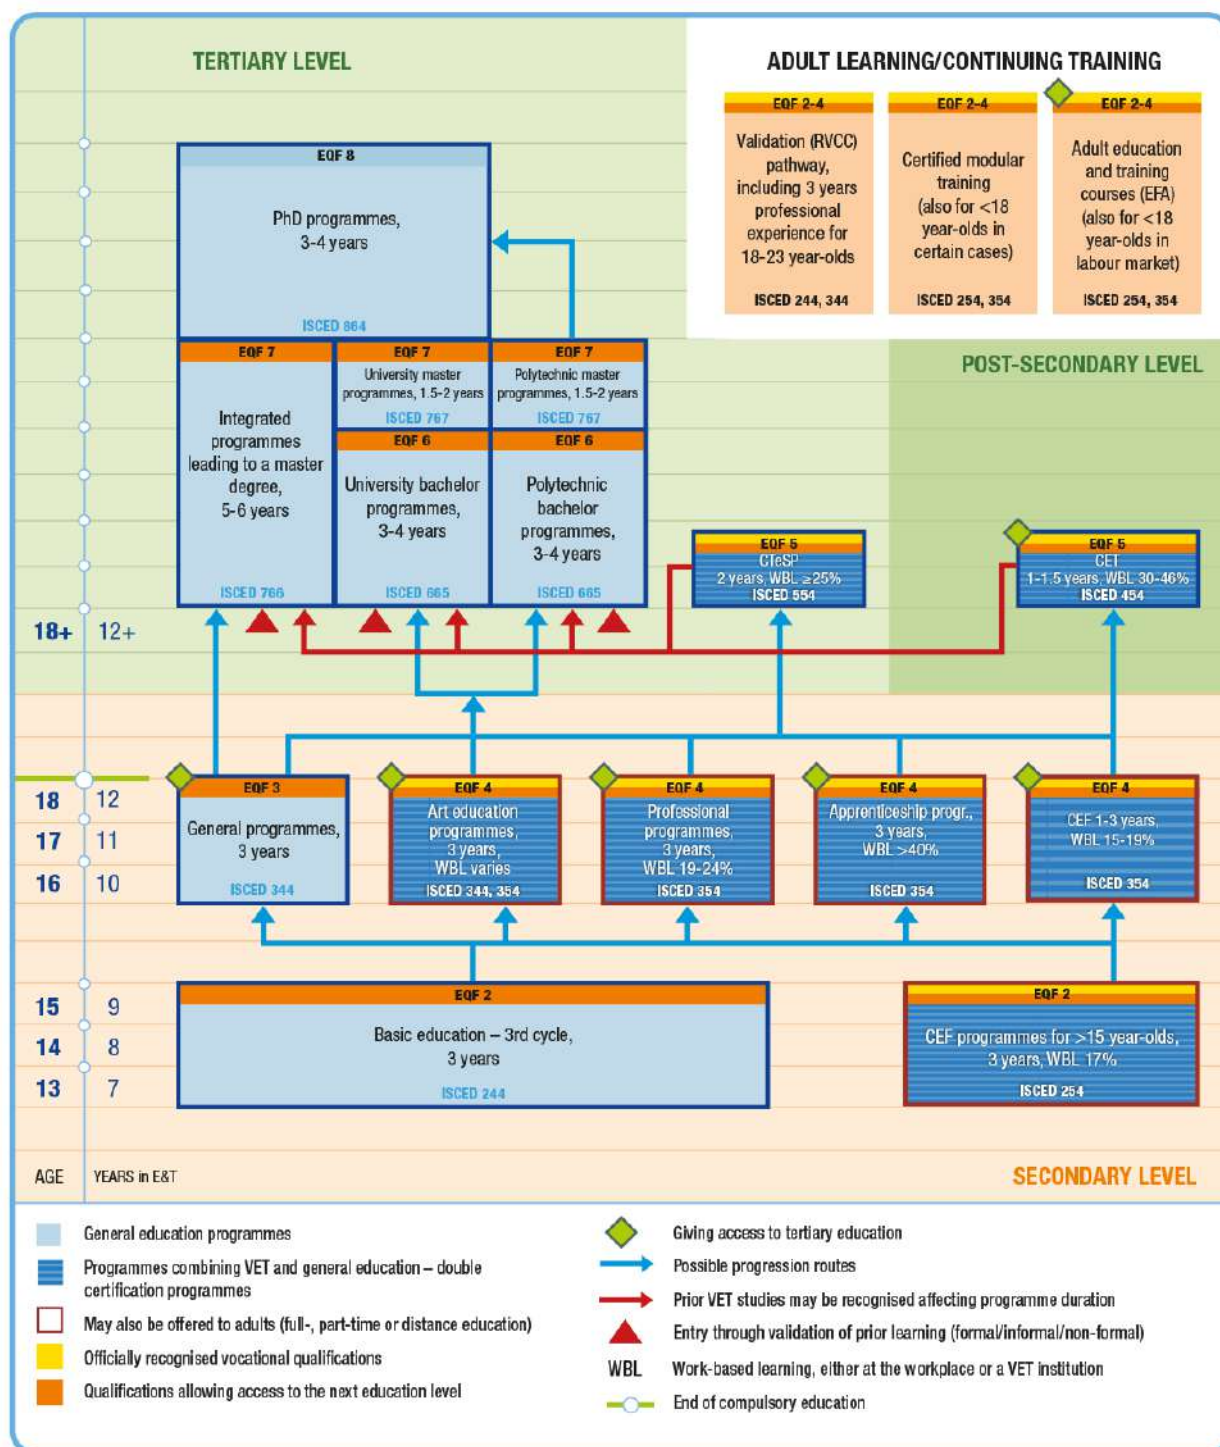 TERTIARY LEVEL
ADULT LEARNING/CONTINUING TRAINING
EQF 2-4
Validation (RVCC)
pathway,
including 3 years
professional
experience for
18-23 year-olds
ISCED 244, 344
EQF 2-4
Certified modular
training
(also for <18
year-olds in
certain cases)
ISCED 254, 354
EQF 2-4
Adult education
and training
courses (EFA)
(also for <18
year-olds in
labour market)
ISCED 254, 354
EQF 8
PhD programmes,
3-4 years
ISCED 864
POST-SECONDARY LEVEL
EQF 7
Integrated
programmes
leading to a master
degree,
5-6 years
ISCED 766
EQF 7
University master
programmes, 1.5-2 years
ISCED 767
EQF 7
Polytechnic master
programmes, 1.5-2 years
ISCED 767
EQF 6
University bachelor
programmes,
3-4 years
ISCED 665
EQF 6
Polytechnic
bachelor
programmes,
3-4 years
ISCED 665
EQF 5
CTeSP
2 years, WBL ≥25%
ISCED 554
EQF 5
CET
1-1.5 years, WBL 30-46%
ISCED 454
18+ 12+
18 12
17 11
16 10
EQF 3
General programmes,
3 years
ISCED 344
EQF 4
Art education
programmes,
3 years,
WBL varies
ISCED 344, 354
EQF 4
Professional
programmes,
3 years,
WBL 19-24%
ISCED 354
EQF 4
Apprenticeship progr.,
3 years,
WBL >40%
ISCED 354
EQF 4
CEF 1-3 years,
WBL 15-19%
ISCED 354
15 9
14 8
13 7
EQF 2
Basic education – 3rd cycle,
3 years
ISCED 244
EQF 2
CEF programmes for >15 year-olds,
3 years, WBL 17%
ISCED 254
AGE YEARS in E&T
SECONDARY LEVEL
General education programmes
Programmes combining VET and general education – double
certification programmes
May also be offered to adults (full-, part-time or distance education)
Officially recognised vocational qualifications
Qualifications allowing access to the next education level
Giving access to tertiary education
Possible progression routes
Prior VET studies may be recognised affecting programme duration
Entry through validation of prior learning (formal/informal/non-formal)
WBL Work-based learning, either at the workplace or a VET institution
End of compulsory education